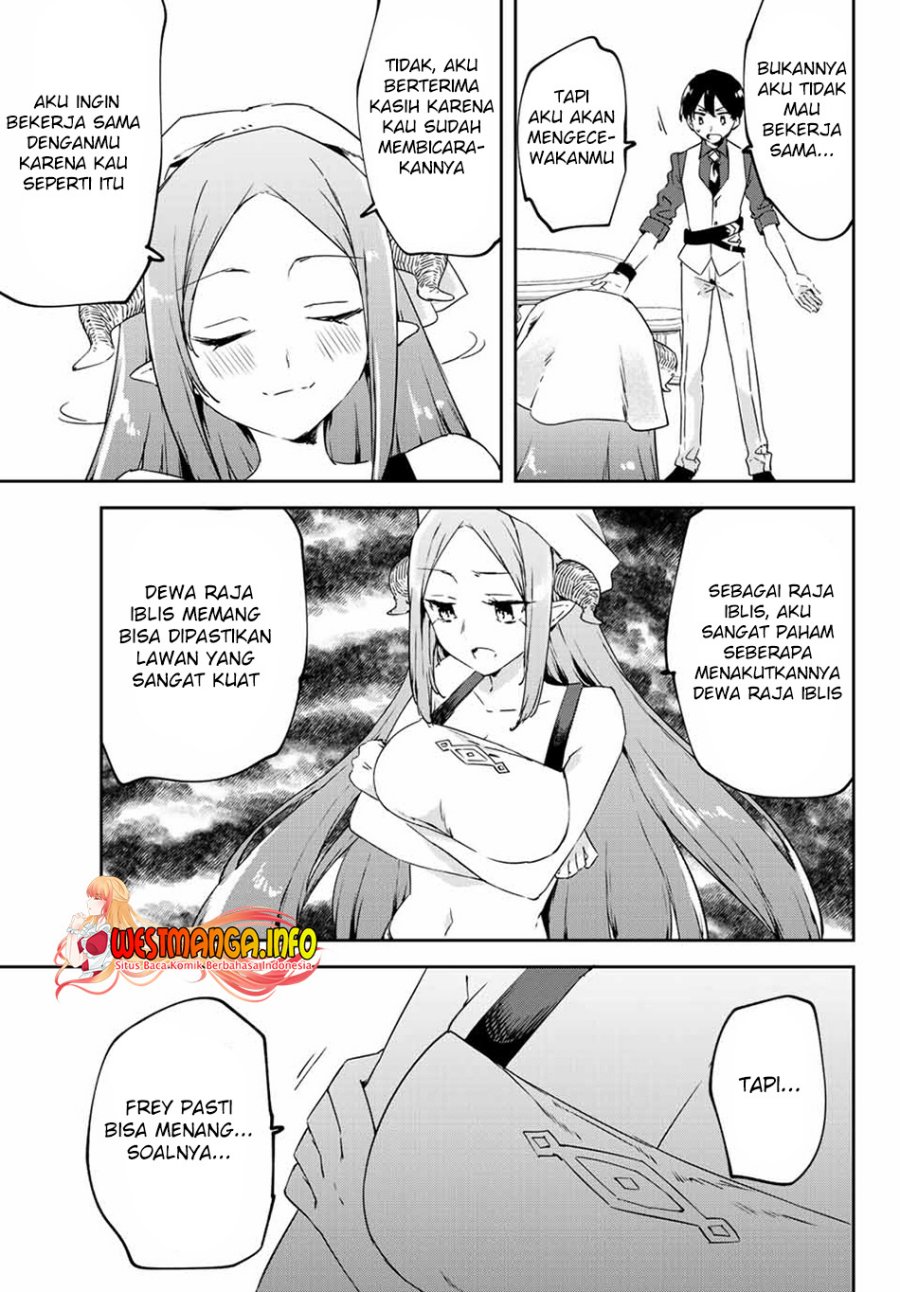 BUKANNYA
AKU TIDAK
MAU
BEKERJA
SAMA...
TAPI
AKU AKAN
MENGECE-
WAKANMU
TIDAK, AKU
BERTERIMA
KASIH KARENA
KAU SUDAH
MEMBICARA-
KANNYA
AKU INGIN
BEKERJA SAMA
DENGANMU
KARENA KAU
SEPERTI ITU
SEBAGAI RAJA
IBLIS, AKU
SANGAT PAHAM
SEBERAPA
MENAKUTKANNYA
DEWA RAJA IBLIS
DEWA RAJA
IBLIS MEMANG
BISA DIPASTIKAN
LAWAN YANG
SANGAT KUAT
WESTMANGA.INFO
Situs Baca Komik Berbahasa Indonesia
TAPI...
FREY PASTI
BISA MENANG...
SOALNYA...